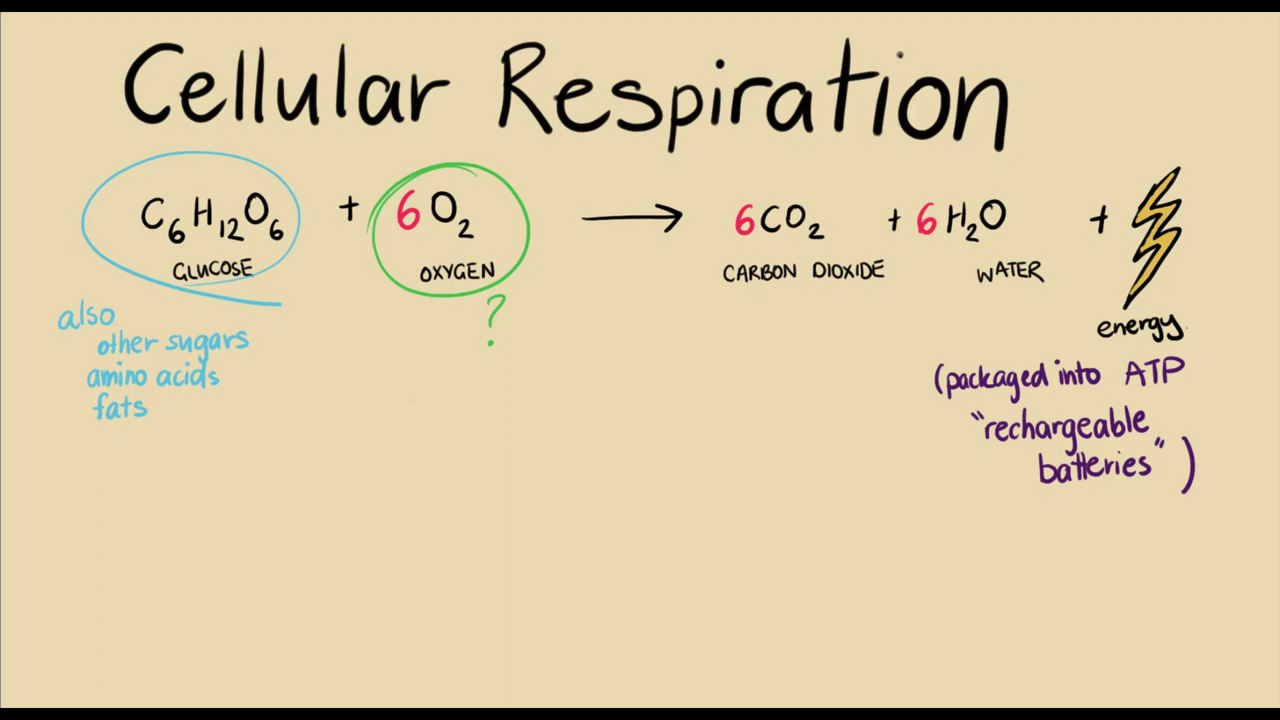 Cellular Respiration
C₆H₁₂O₆ + 6O₂ → 6CO₂ + 6H₂O +
GLUCOSE OXYGEN CARBON DIOXIDE WATER
?
energy
also
other sugars
amino acids
fats
(packaged into ATP
"rechargeable
batteries")